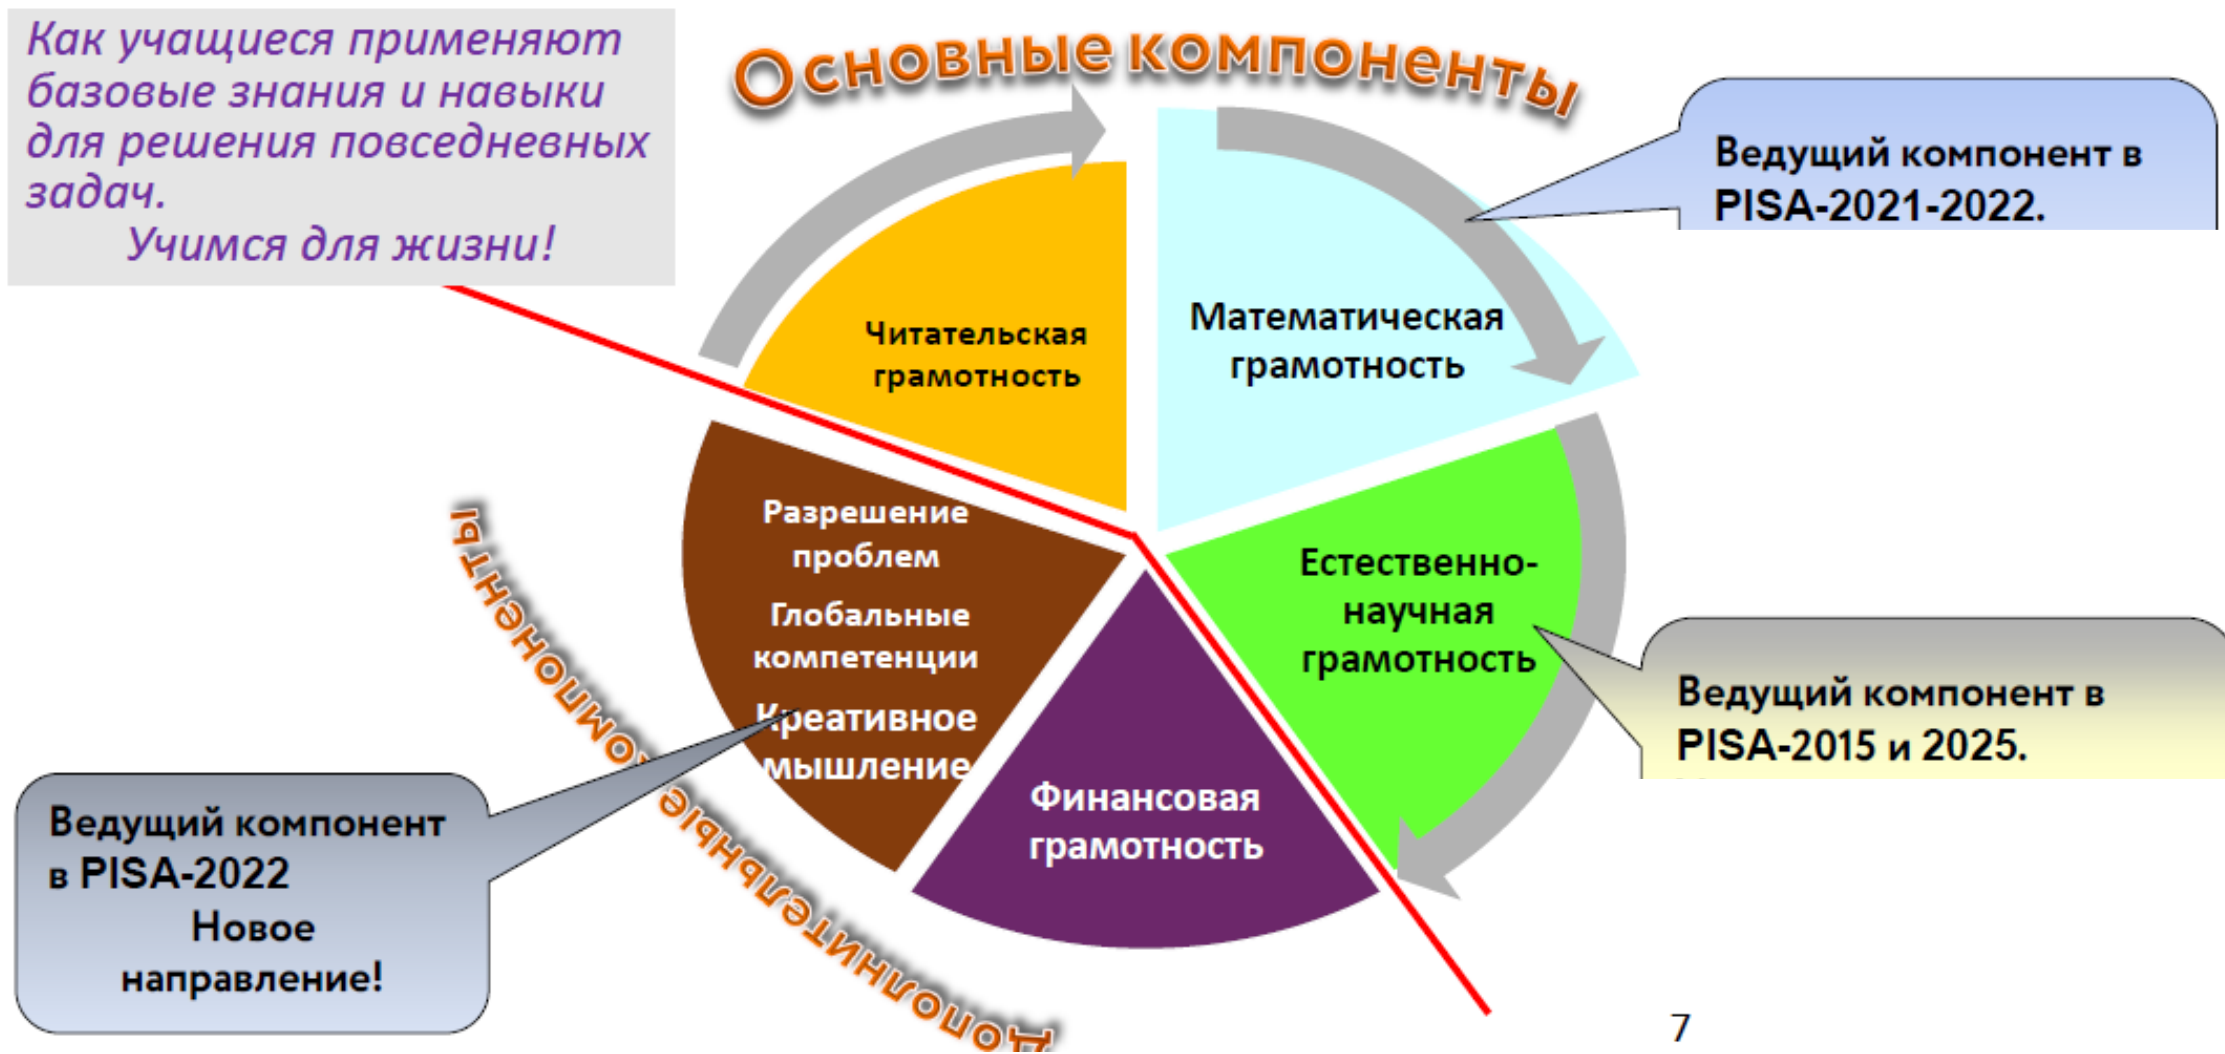 Как учащиеся применяют
базовые знания и навыки
для решения повседневных
задач.
Учимся для жизни!
Основные компоненты
Ведущий компонент в
PISA-2021-2022.
Читательская
грамотность
Математическая
грамотность
Разрешение
проблем
Глобальные
компетенции
Креативное
мышление
Естественно-
научная
грамотность
Ведущий компонент в
PISA-2015 и 2025.
Финансовая
грамотность
Ведущий компонент
в PISA-2022
Новое
направление!
Дополнительные компоненты
7